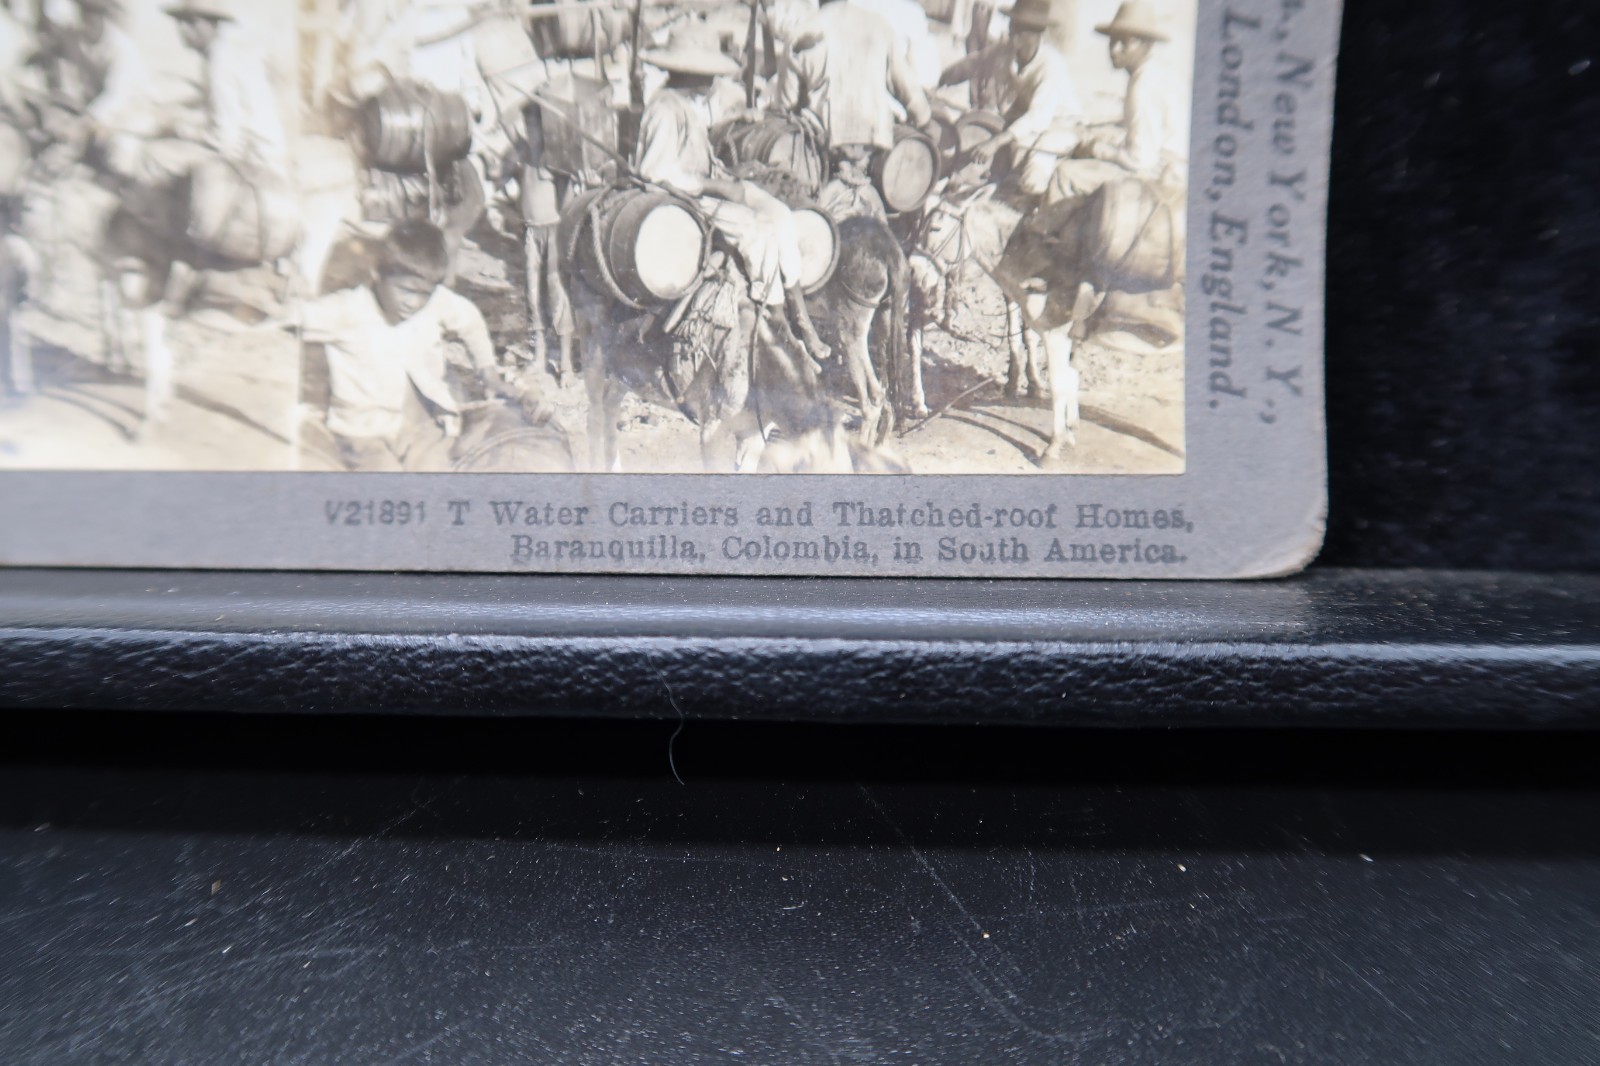 V21891 T Water Carriers and Thatched-roof Homes,
Baranquilla, Colombia, in South America.
New York, N. Y.,
London, England.